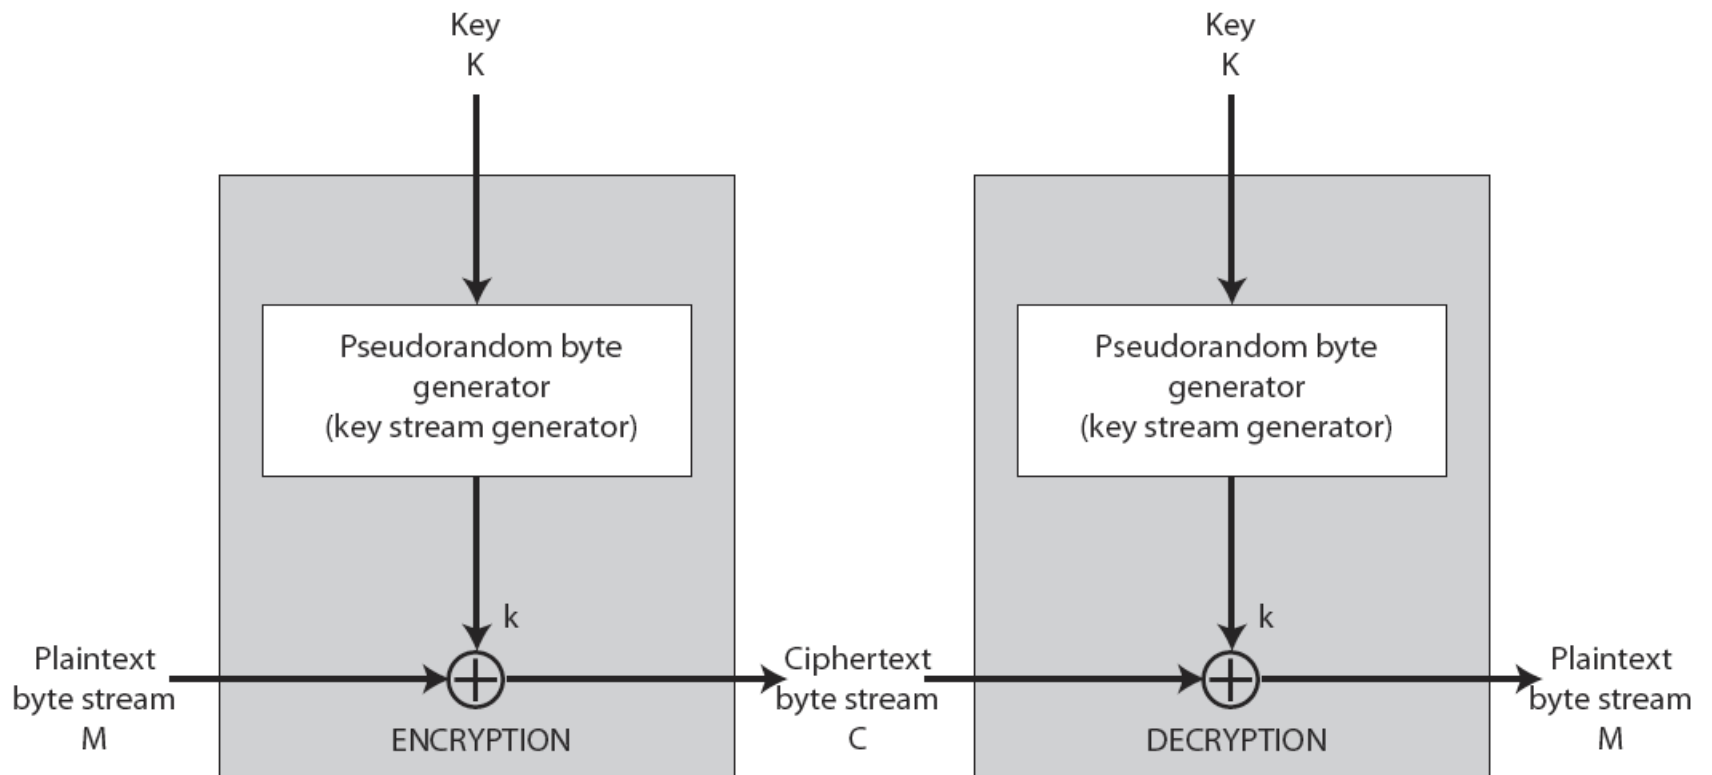 Key
K
Key
K
Pseudorandom byte
generator
(key stream generator)
Pseudorandom byte
generator
(key stream generator)
k
k
Plaintext
byte stream
M
ENCRYPTION
Ciphertext
byte stream
C
DECRYPTION
Plaintext
byte stream
M